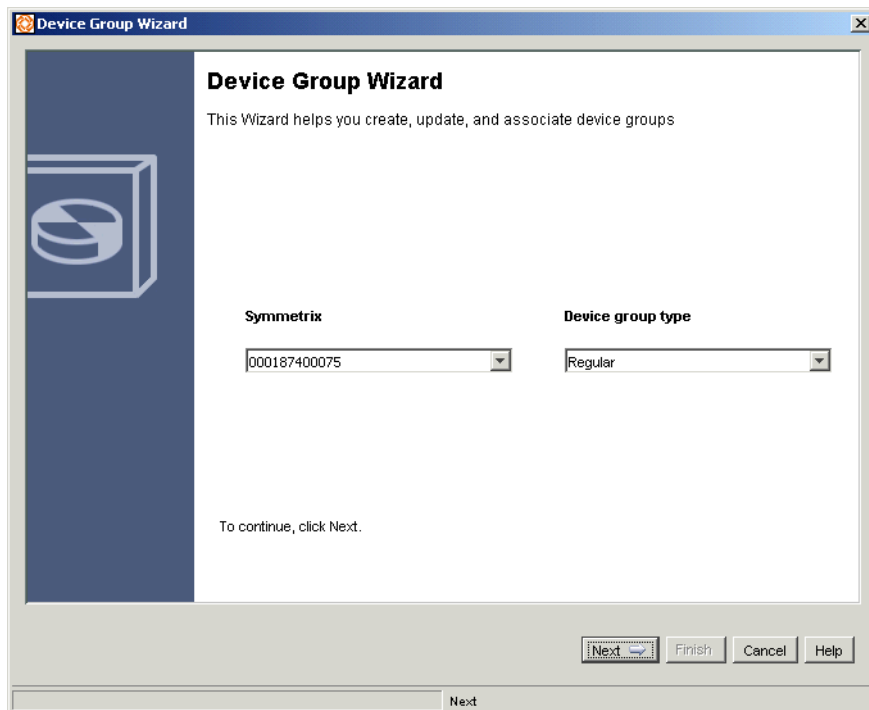 Device Group Wizard
Device Group Wizard
This Wizard helps you create, update, and associate device groups
Symmetrix Device group type
000187400075 Regular
To continue, click Next.
Next Finish Cancel Help
Next